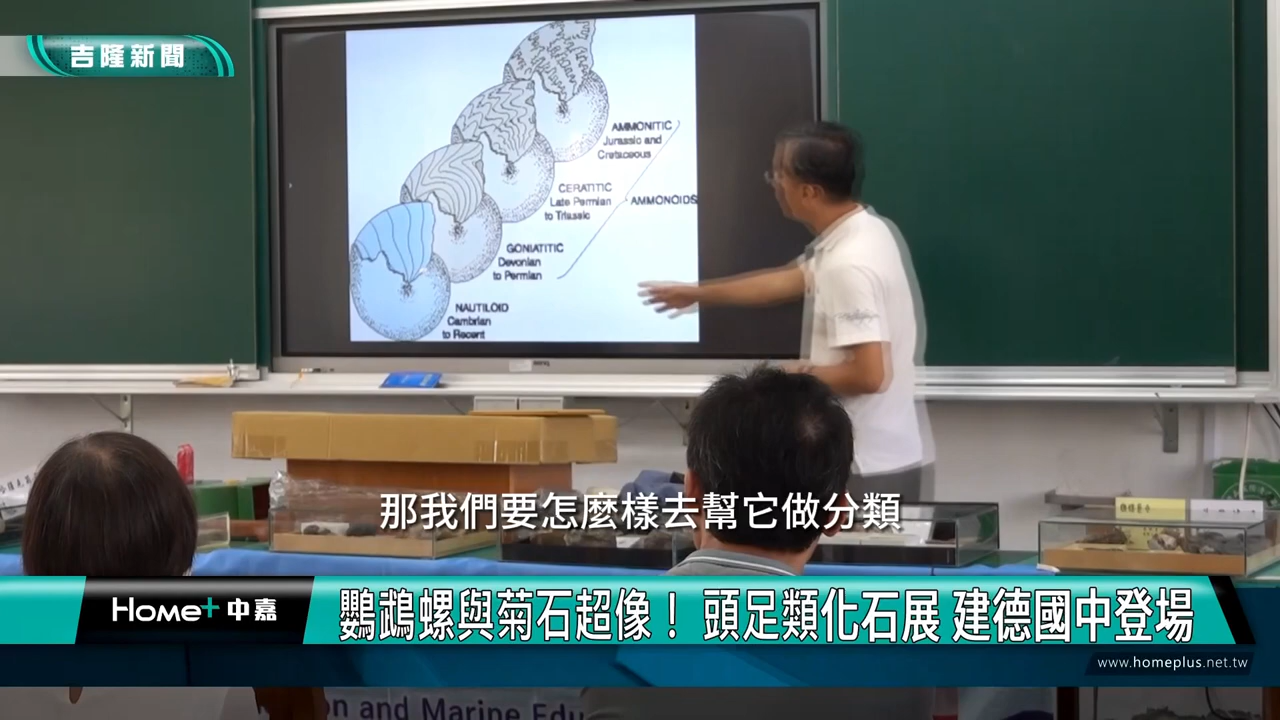 吉隆新聞
AMMONITIC
Jurassic and
Cretaceous
CERATITIC
Late Permian
to Triassic
AMMONOIDS
GONIATITIC
Devonian
to Permian
NAUTILOID
Cambrian
to Recent
BENQ
那我們要怎麼樣去幫它做分類
Home+ 中嘉
鸚鵡螺與菊石超像！ 頭足類化石展 建德國中登場
www.homeplus.net.tw
on and Marine Edu